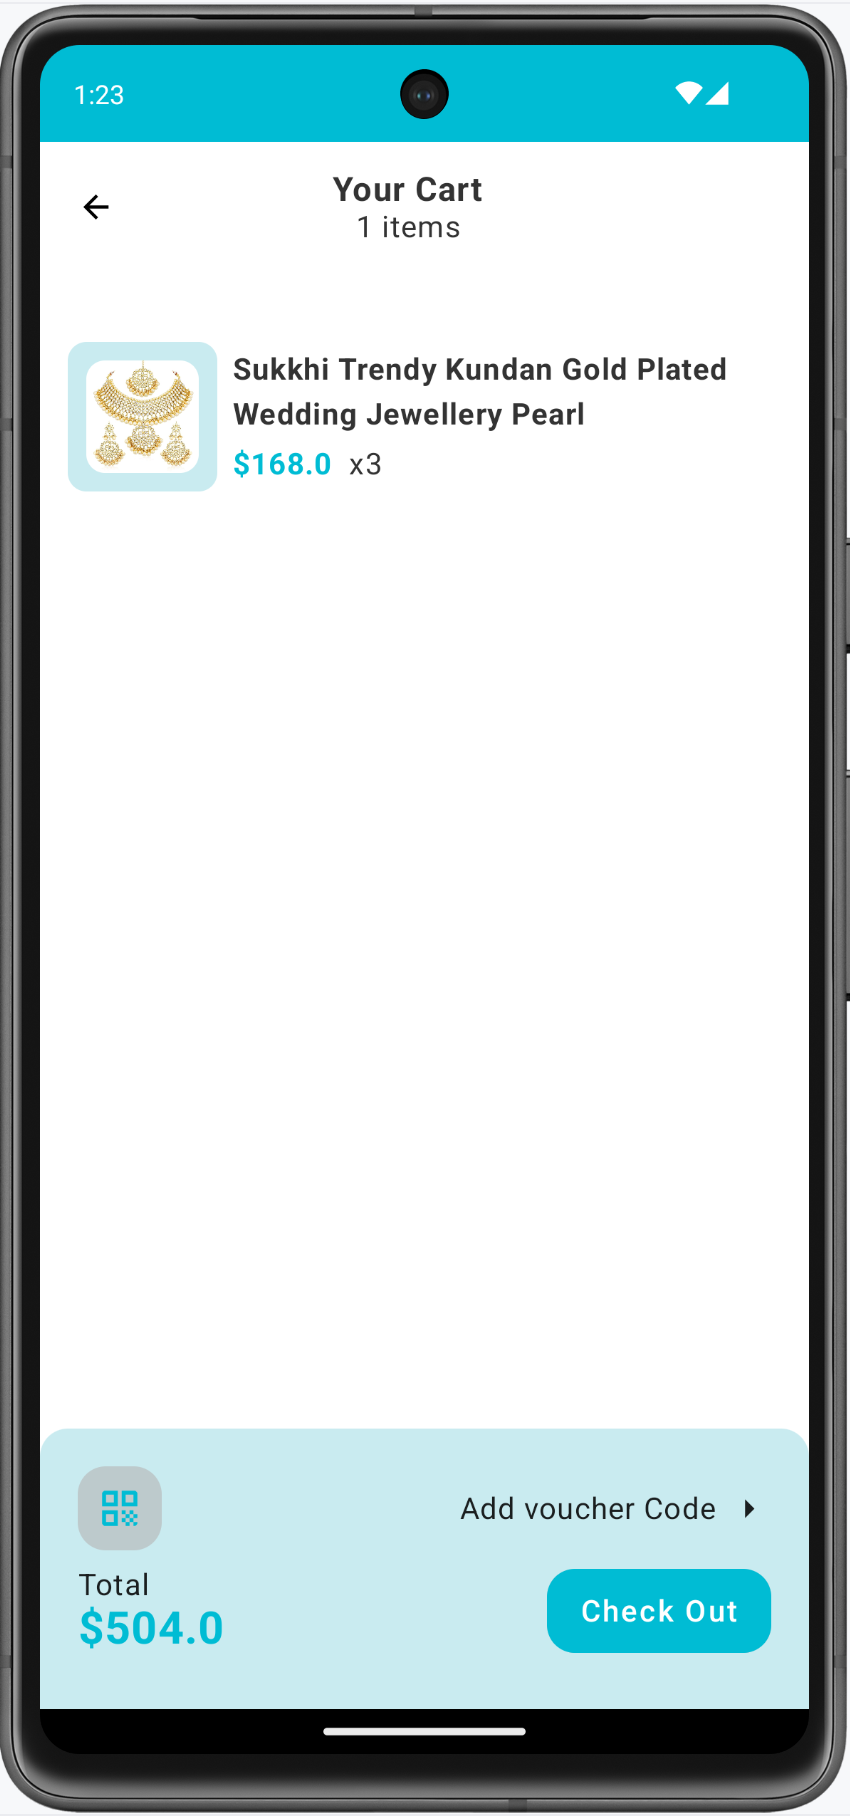 1:23
Your Cart
1 items
Sukkhi Trendy Kundan Gold Plated
Wedding Jewellery Pearl
$168.0 x3
Add voucher Code
Total
$504.0
Check Out